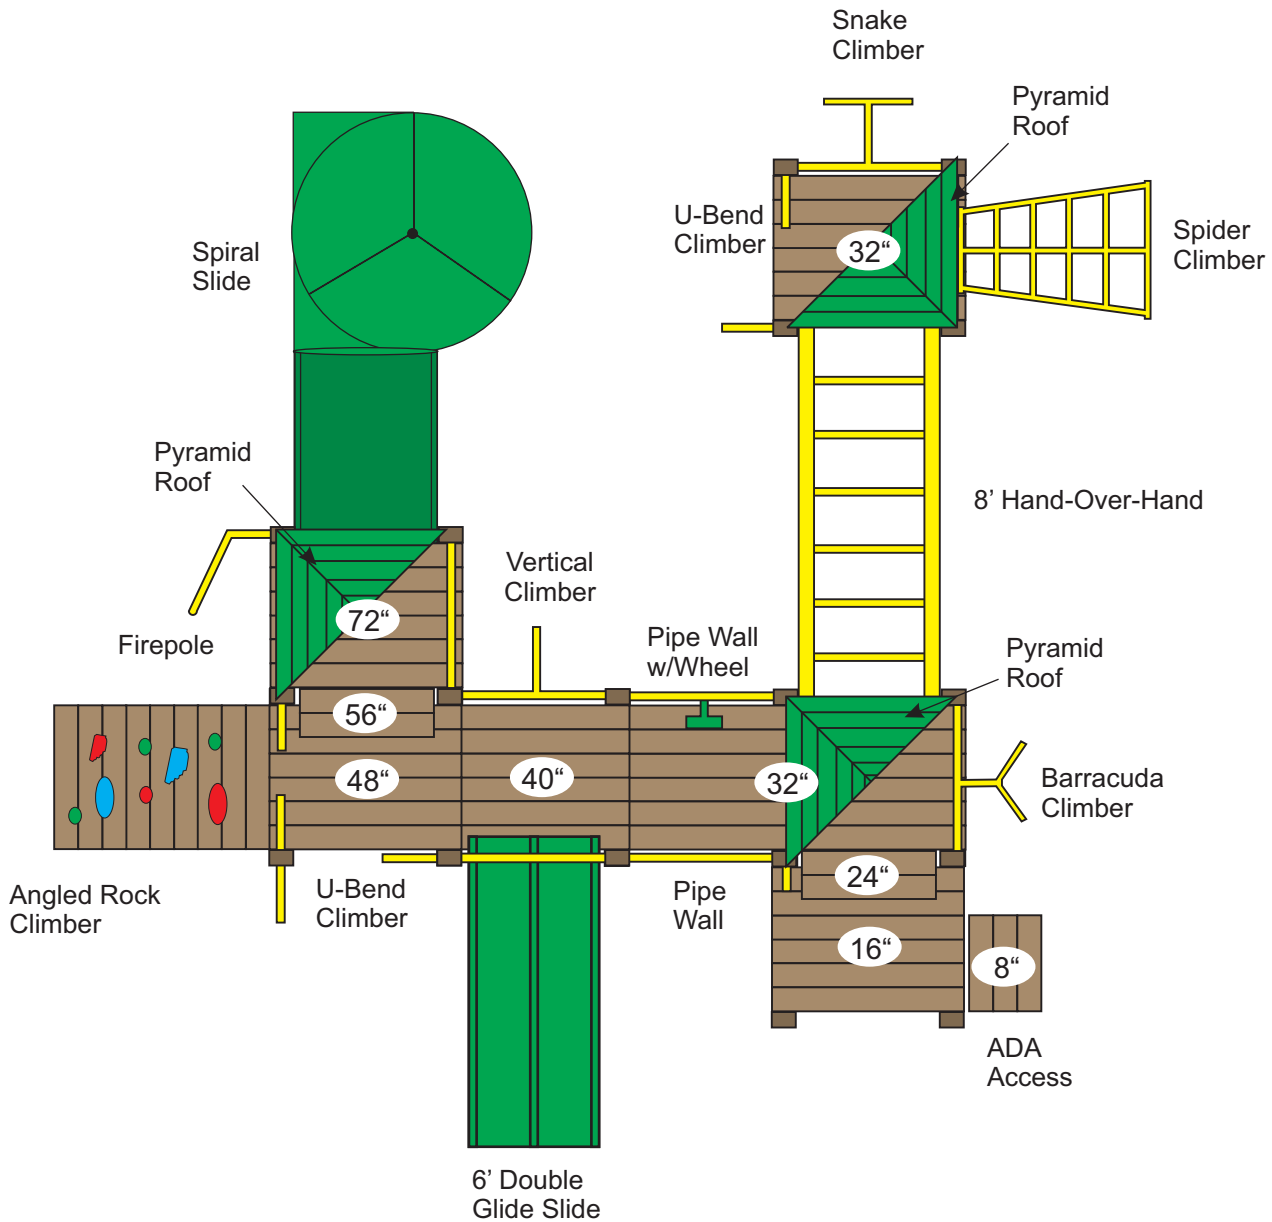 Snake
Climber
Pyramid
Roof
U-Bend
Climber
32“
Spider
Climber
Spiral
Slide
Pyramid
Roof
8’ Hand-Over-Hand
Firepole
72“
Vertical
Climber
Pipe Wall
w/Wheel
Pyramid
Roof
56“
48“
40“
32“
Barracuda
Climber
Angled Rock
Climber
U-Bend
Climber
Pipe
Wall
24“
16“
8“
ADA
Access
6’ Double
Glide Slide